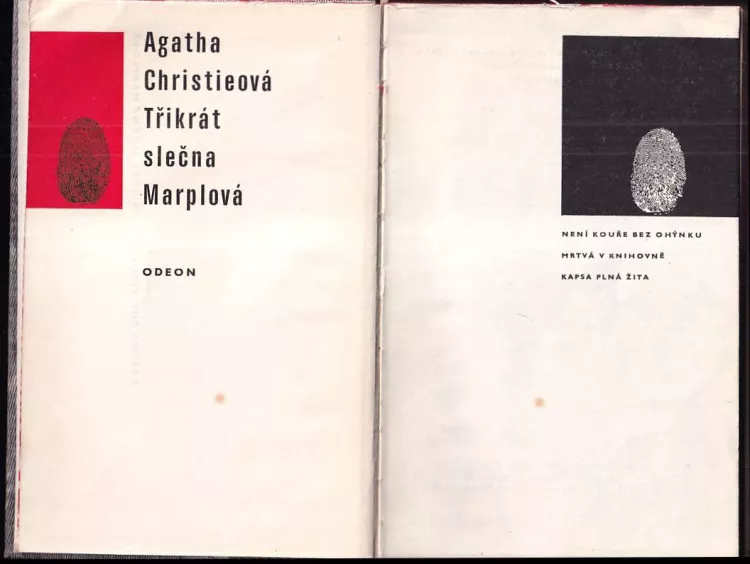 Agatha
Christieová
Třikrát
slečna
Marplová
ODEON
NENÍ KOUŘE BEZ OHÝNKU
MRTVÁ V KNIHOVNĚ
KAPSA PLNÁ ŽITA